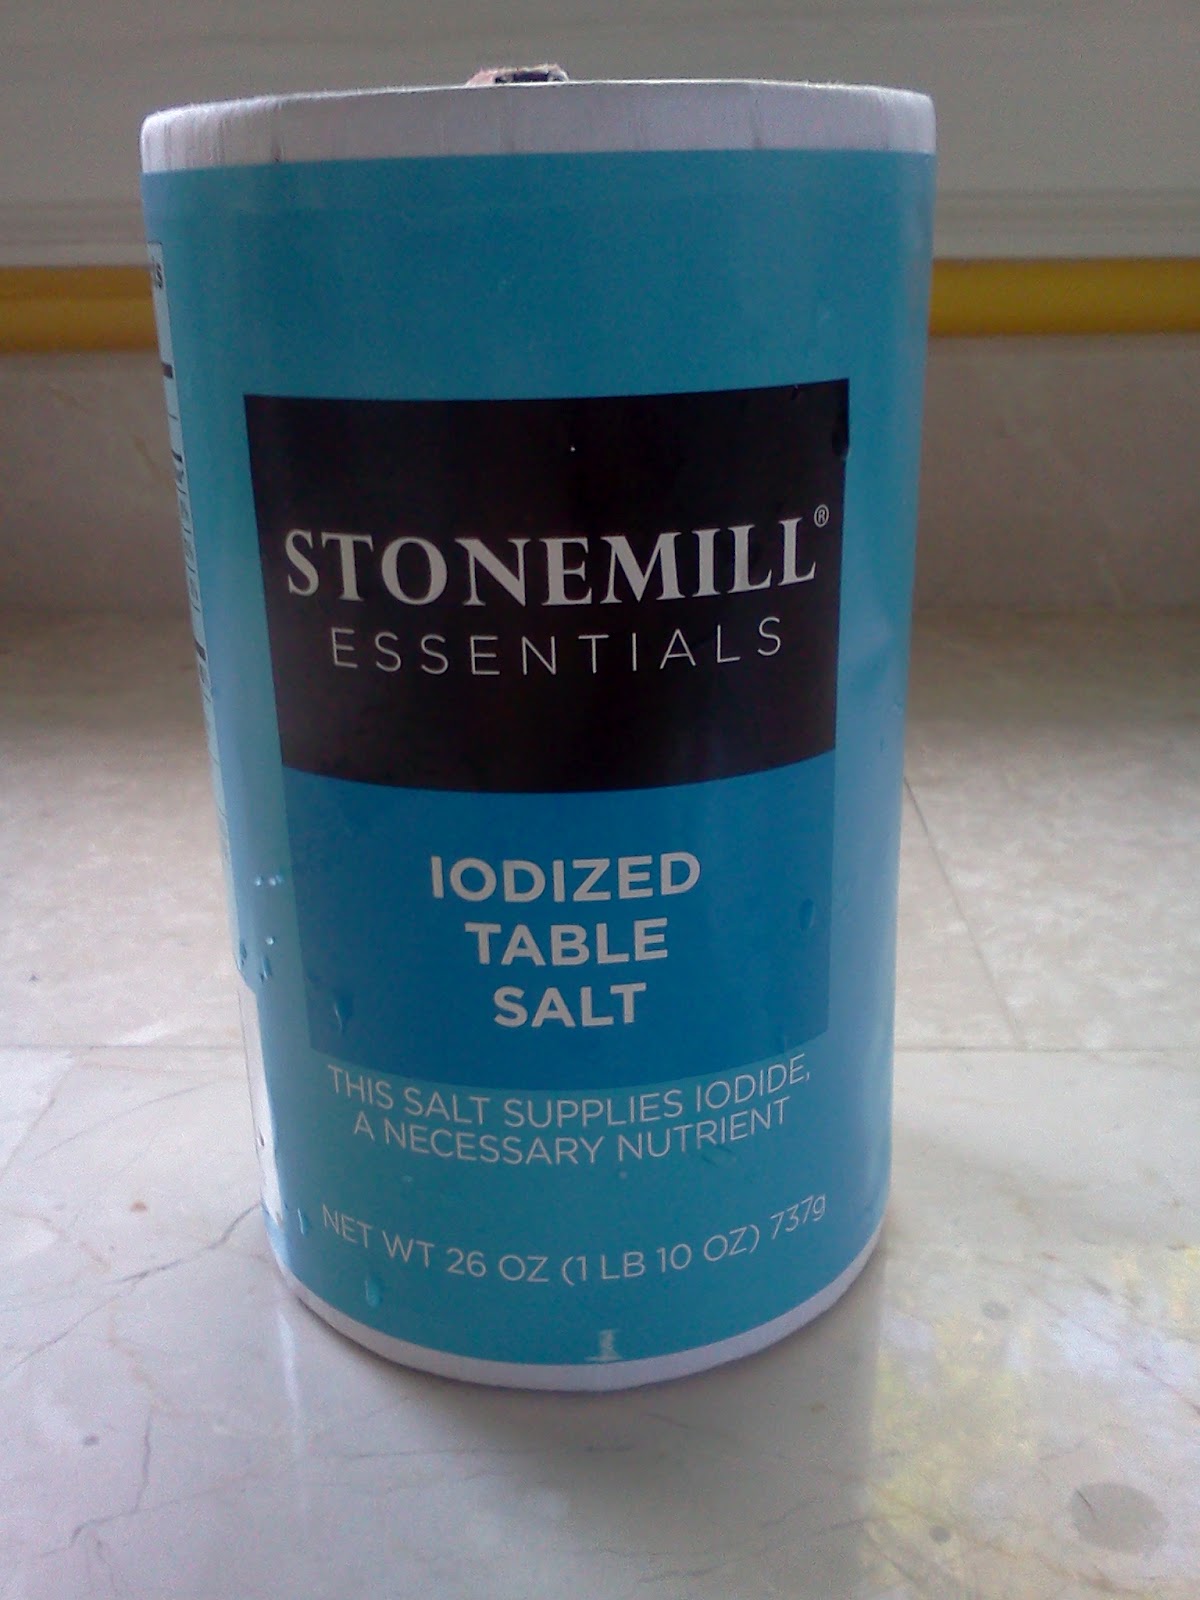 STONEMILL®
ESSENTIALS
IODIZED
TABLE
SALT
THIS SALT SUPPLIES IODIDE,
A NECESSARY NUTRIENT
NET WT 26 OZ (1 LB 10 OZ) 737g